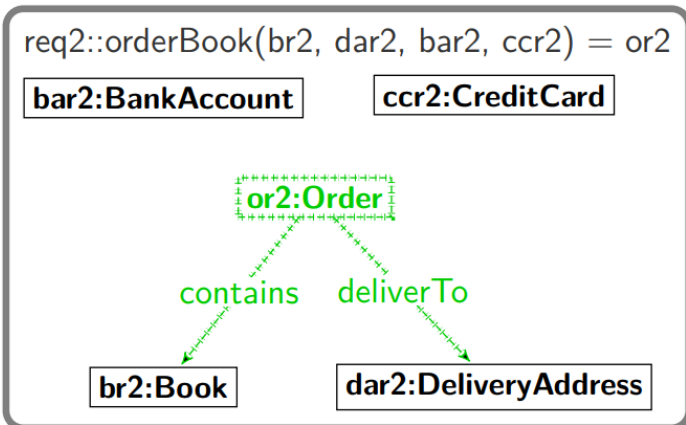 req2::orderBook(br2, dar2, bar2, ccr2) = or2
bar2:BankAccount
ccr2:CreditCard
or2:Order
contains
deliverTo
br2:Book
dar2:DeliveryAddress